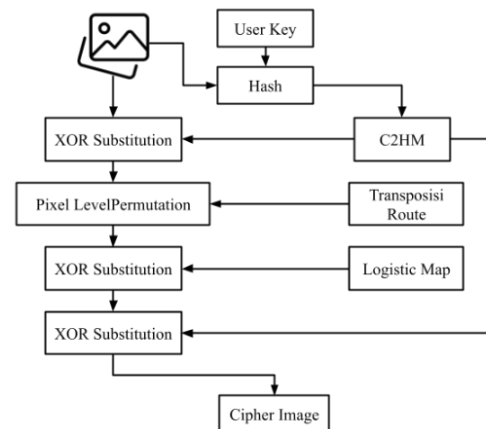 User Key
Hash
XOR Substitution
C2HM
Pixel LevelPermutation
Transposisi
Route
XOR Substitution
Logistic Map
XOR Substitution
Cipher Image